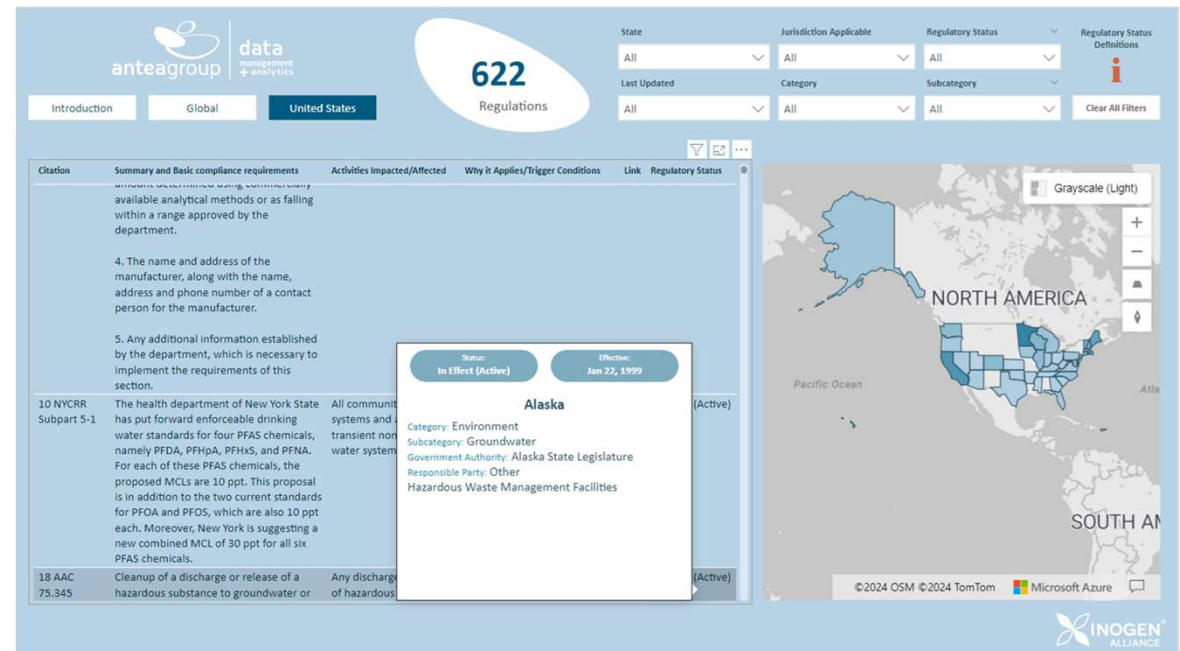 anteagroup
data
management
+ analytics
622
Regulations
State
All
Jurisdiction Applicable
All
Regulatory Status
All
Regulatory Status
Definitions
i
Last Updated
All
Category
All
Subcategory
All
Clear All Filters
Introduction
Global
United States
Citation
Summary and Basic compliance requirements
Activities Impacted/Affected
Why it Applies/Trigger Conditions
Link
Regulatory Status
amount determined using commercially
available analytical methods or as falling
within a range approved by the
department.
4. The name and address of the
manufacturer, along with the name,
address and phone number of a contact
person for the manufacturer.
5. Any additional information established
by the department, which is necessary to
implement the requirements of this
section.
10 NYCRR
Subpart 5-1
The health department of New York State
has put forward enforceable drinking
water standards for four PFAS chemicals,
namely PFDA, PFHpA, PFHxS, and PFNA.
For each of these PFAS chemicals, the
proposed MCLs are 10 ppt. This proposal
is in addition to the two current standards
for PFOA and PFOS, which are also 10 ppt
each. Moreover, New York is suggesting a
new combined MCL of 30 ppt for all six
PFAS chemicals.
All communit
systems and
transient non
water system
(Active)
18 AAC
75.345
Cleanup of a discharge or release of a
hazardous substance to groundwater or
Any discharge
of hazardous
(Active)
Status:
In Effect (Active)
Effective:
Jan 22, 1999
Alaska
Category: Environment
Subcategory: Groundwater
Government Authority: Alaska State Legislature
Responsible Party: Other
Hazardous Waste Management Facilities
Grayscale (Light)
NORTH AMERICA
Pacific Ocean
Atla
SOUTH AM
©2024 OSM ©2024 TomTom
Microsoft Azure
INOGEN
ALLIANCE